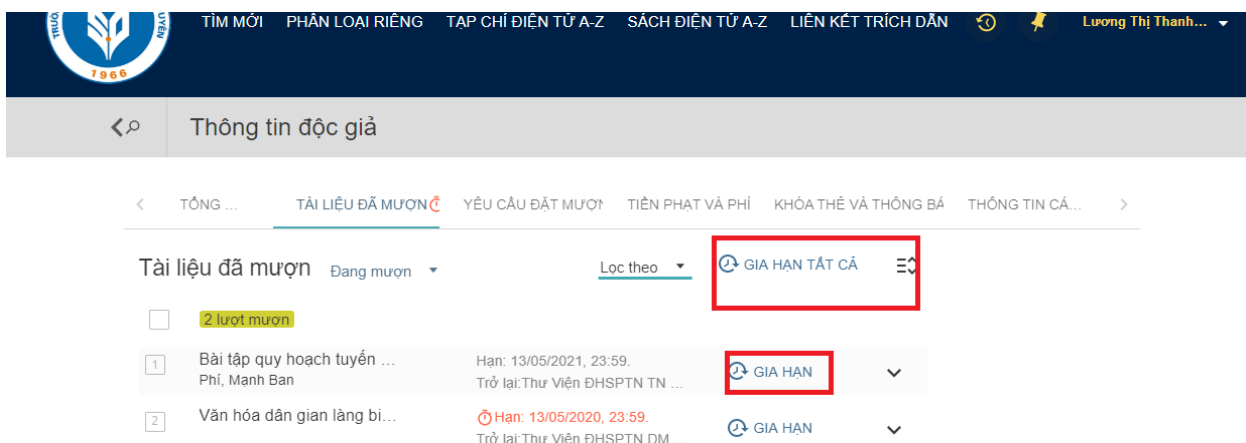 TÌM MỚI PHÂN LOẠI RIÊNG TẠP CHÍ ĐIỆN TỬ A-Z SÁCH ĐIỆN TỬ A-Z LIÊN KẾT TRÍCH DẪN Lương Thị Thanh...
1966
Thông tin độc giả
TỔNG ... TÀI LIỆU ĐÃ MƯỢN YÊU CẦU ĐẶT MƯỢN TIỀN PHẠT VÀ PHÍ KHÓA THẺ VÀ THÔNG BÁ THÔNG TIN CÁ...
Tài liệu đã mượn Đang mượn Lọc theo GIA HẠN TẤT CẢ
2 lượt mượn
1 Bài tập quy hoạch tuyến ... Hạn: 13/05/2021, 23:59. GIA HẠN
Phí, Mạnh Ban Trở lại:Thư Viện ĐHSPTN TN ...
2 Văn hóa dân gian làng bi... Hạn: 13/05/2020, 23:59. GIA HẠN
Trở lại:Thư Viện ĐHSPTN DM